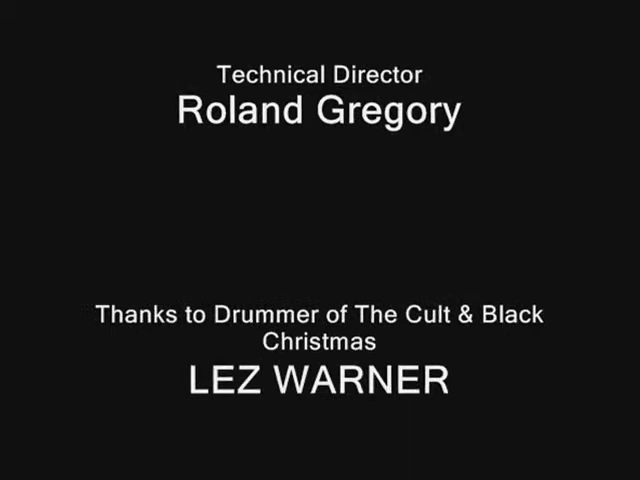 Technical Director
Roland Gregory
Thanks to Drummer of The Cult & Black
Christmas
LEZ WARNER